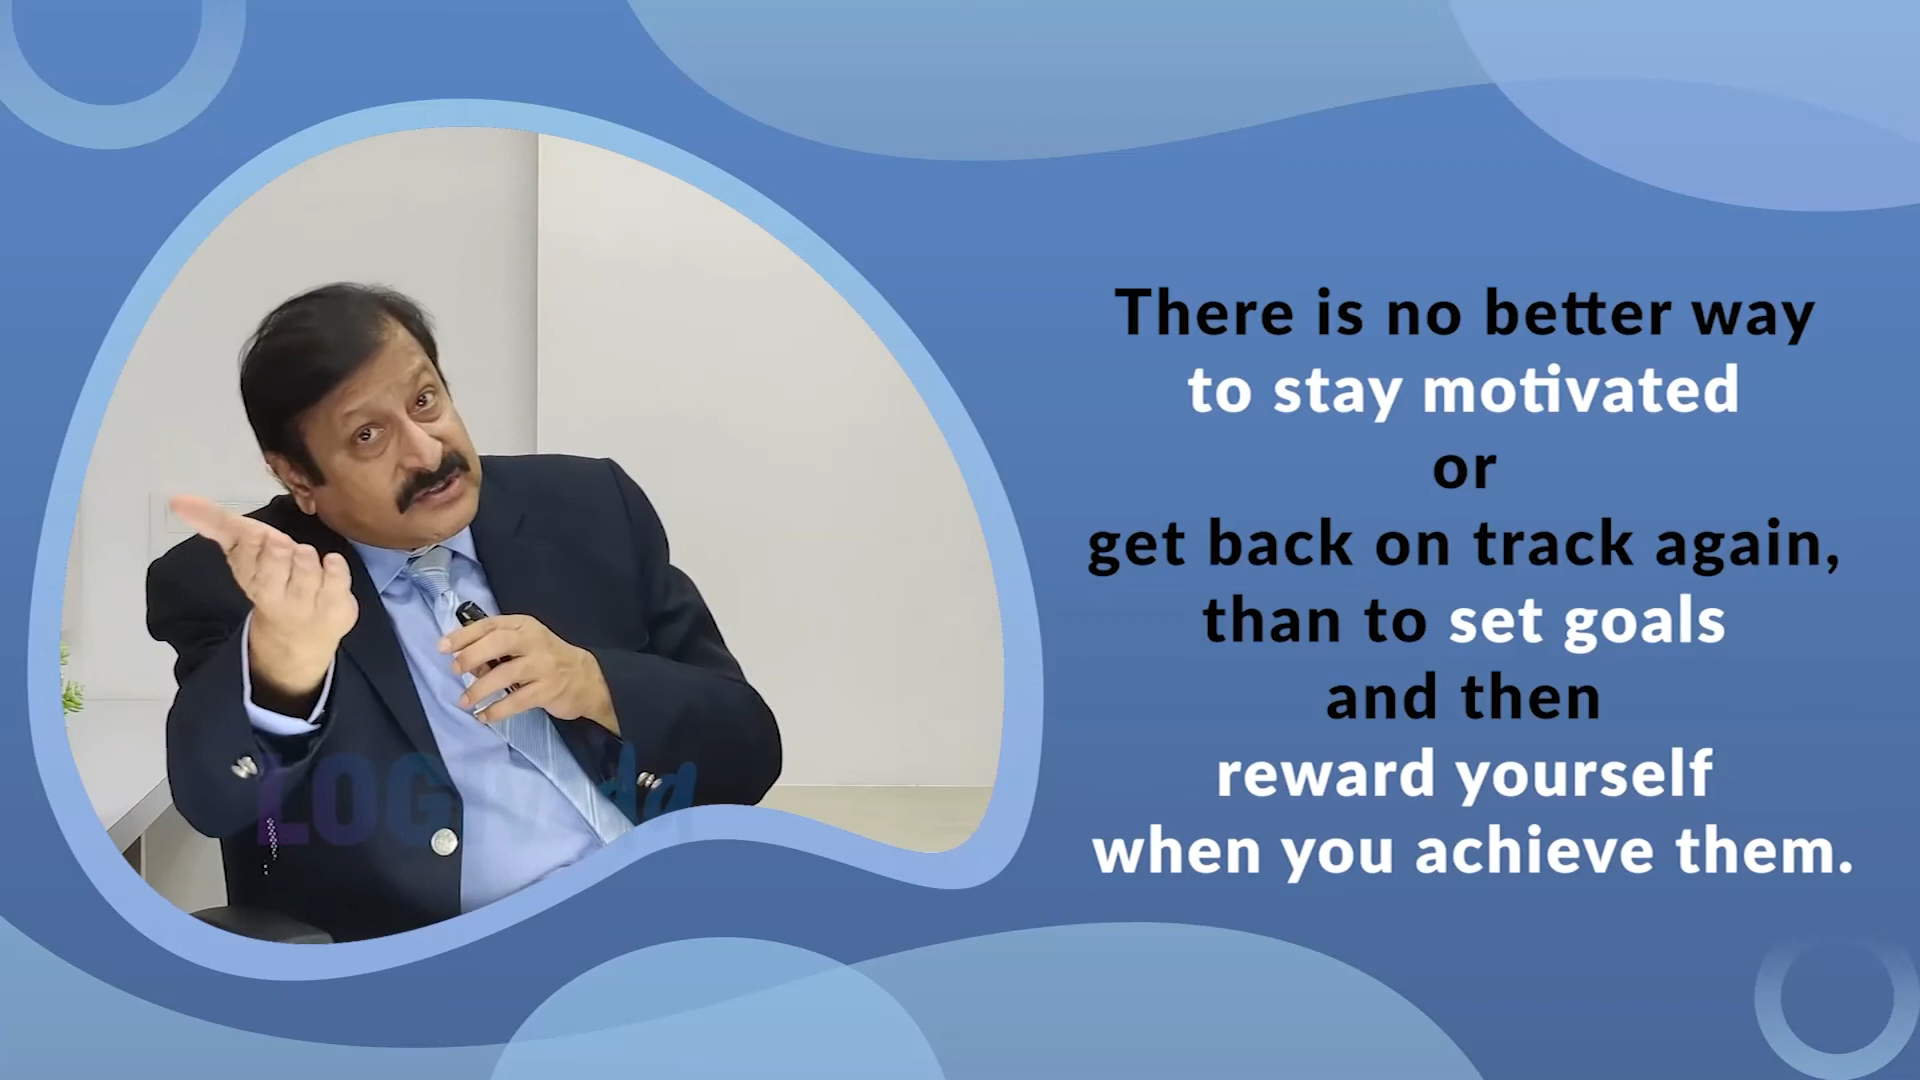 There is no better way
to stay motivated
or
get back on track again,
than to set goals
and then
reward yourself
when you achieve them.